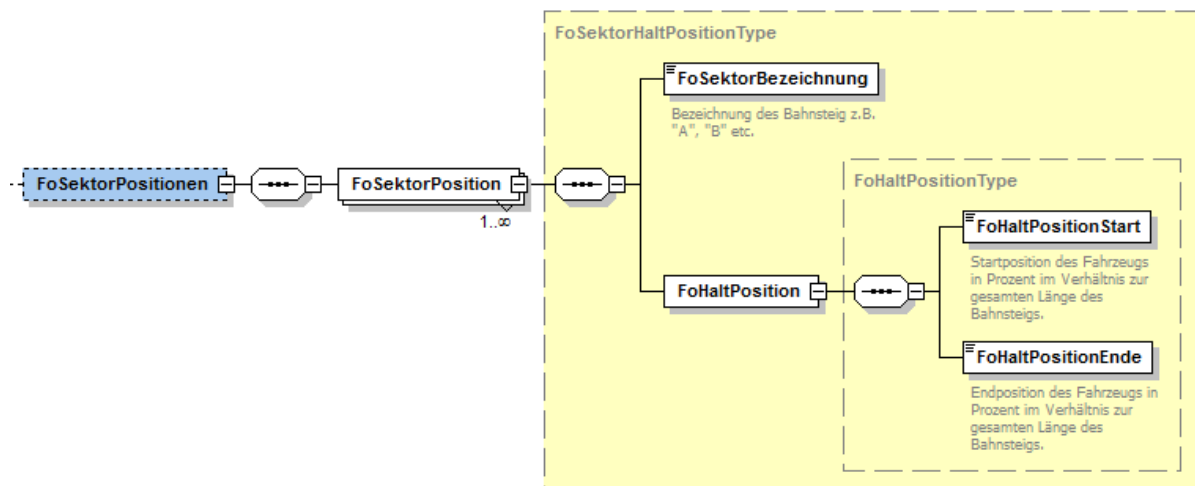 FoSektorHaltPositionType
FoSektorBezeichnung
Bezeichnung des Bahnsteig z.B.
"A", "B" etc.
FoSektorPositionen
FoSektorPosition
1..∞
FoHaltPositionType
FoHaltPositionStart
Startposition des Fahrzeugs
in Prozent im Verhältnis zur
gesamten Länge des
Bahnsteigs.
FoHaltPosition
FoHaltPositionEnde
Endposition des Fahrzeugs in
Prozent im Verhältnis zur
gesamten Länge des
Bahnsteigs.